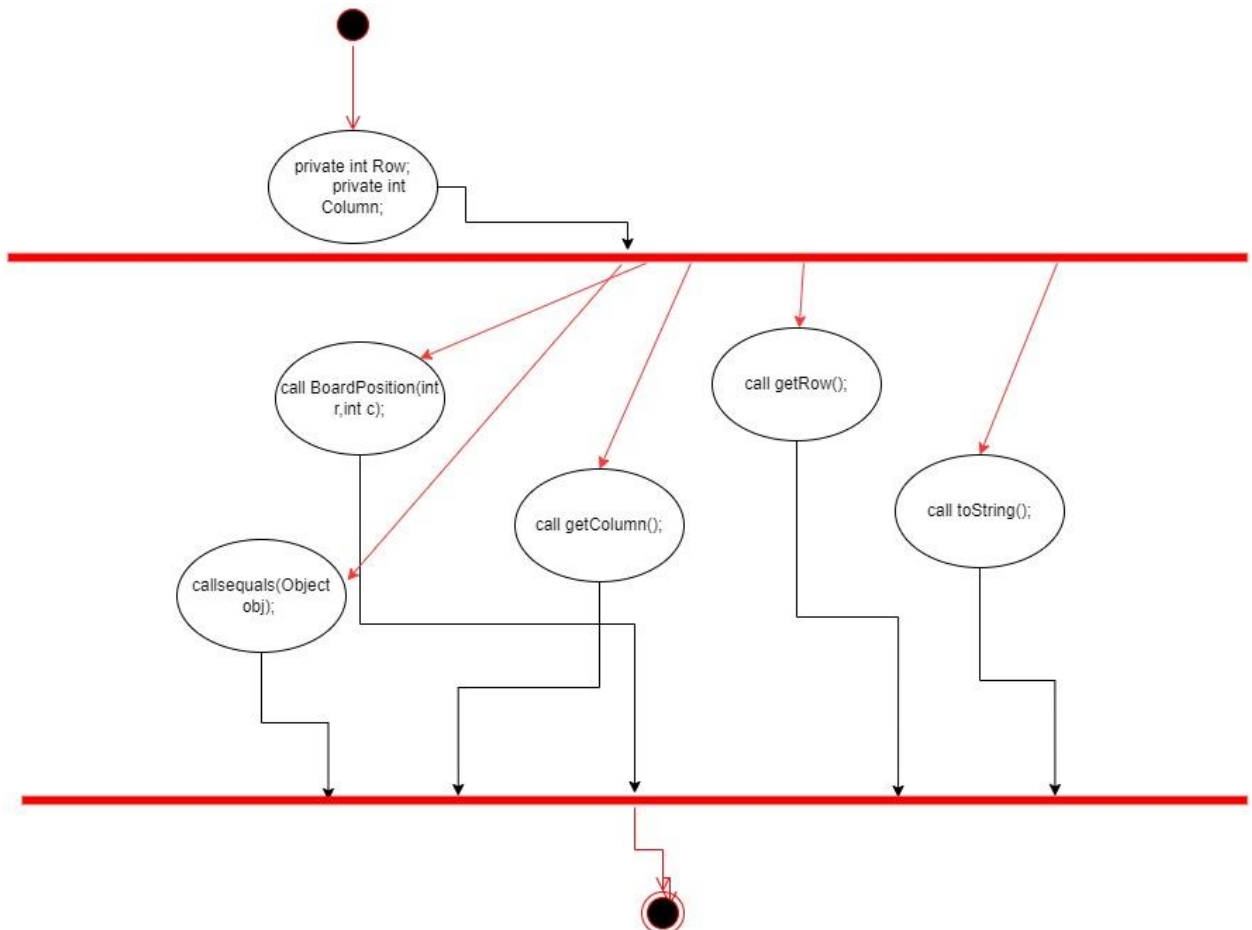 private int Row;
private int
Column;
call BoardPosition(int
r,int c);
call getRow();
call getColumn();
call toString();
callsequals(Object
obj);